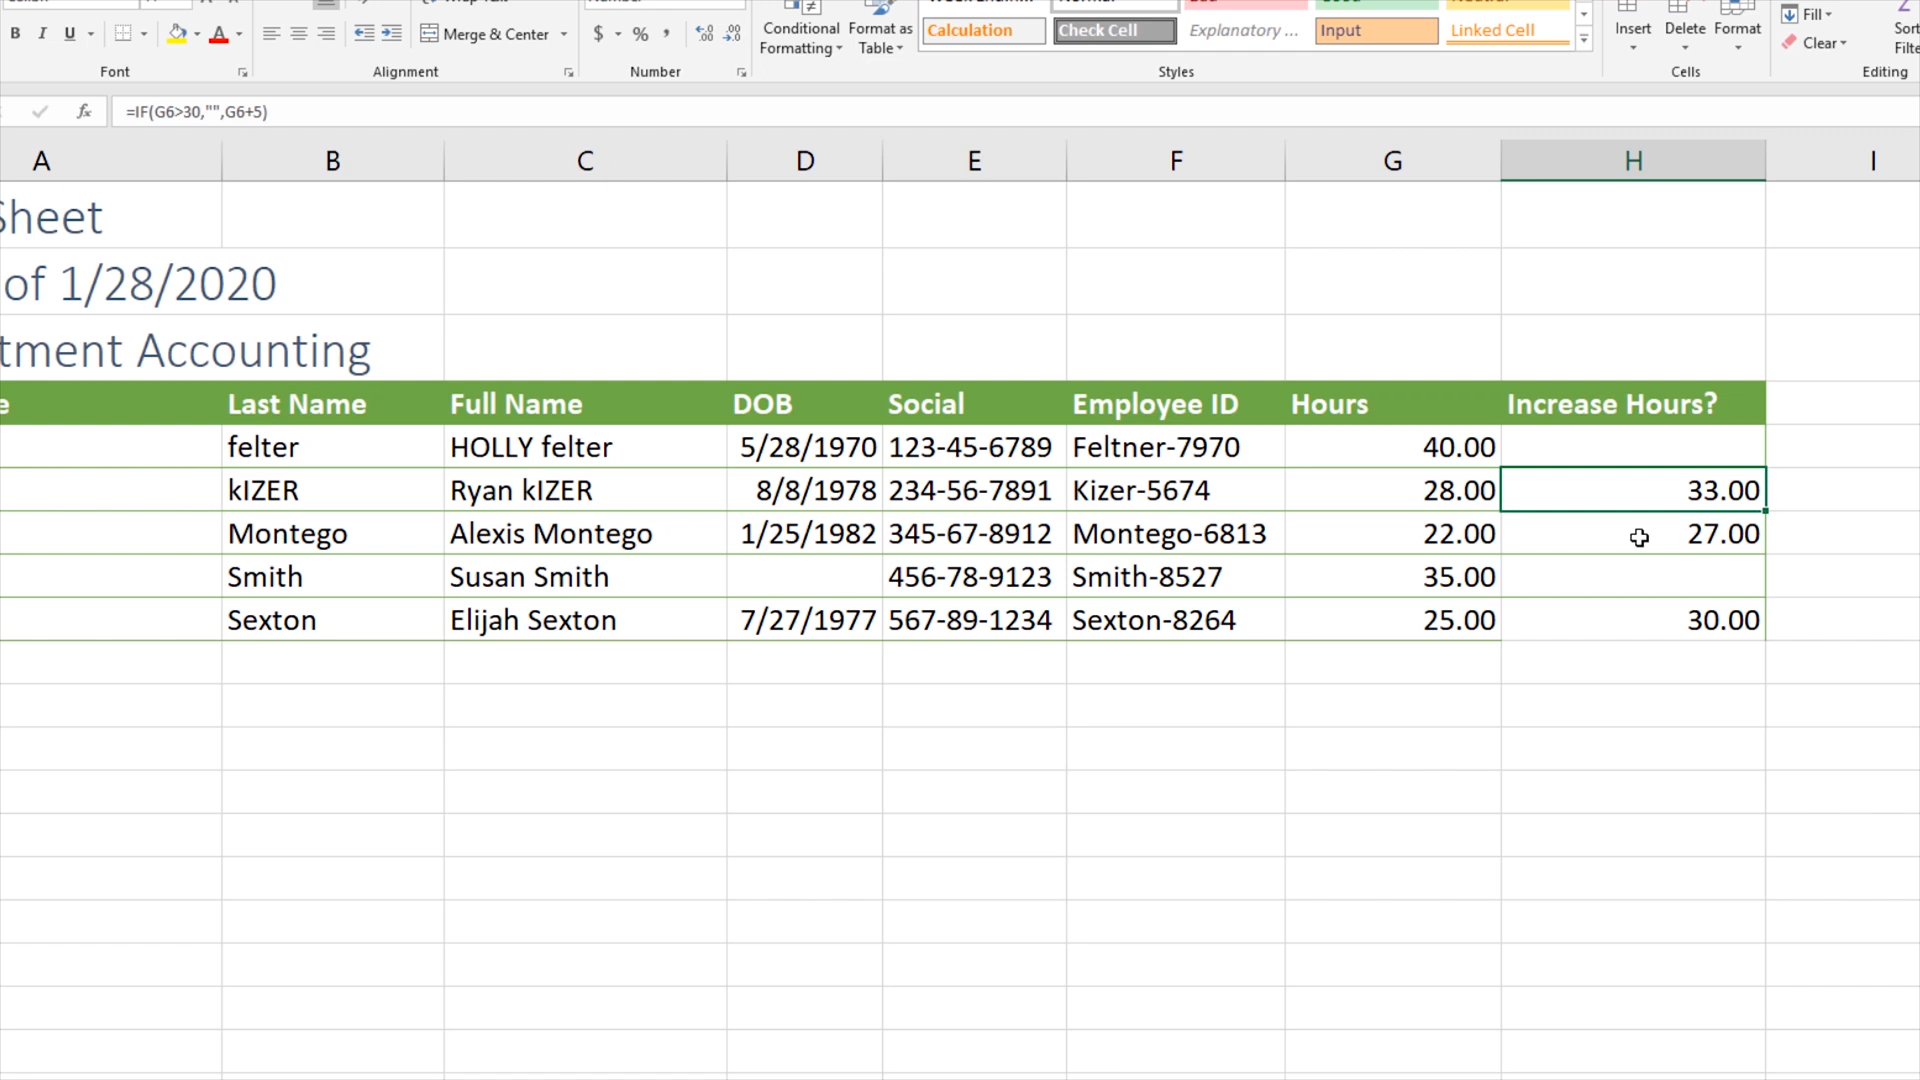 B I U Merge & Center $ % , Conditional Formatting Format as Table Calculation Check Cell Explanatory ... Input Linked Cell Insert Delete Format Fill Clear Sort
Font Alignment Number Styles Cells Editing
fx =IF(G6>30,"",G6+5)
A B C D E F G H I
Sheet
of 1/28/2020
tment Accounting
e Last Name Full Name DOB Social Employee ID Hours Increase Hours?
felter HOLLY felter 5/28/1970 123-45-6789 Feltner-7970 40.00
kIZER Ryan kIZER 8/8/1978 234-56-7891 Kizer-5674 28.00 33.00
Montego Alexis Montego 1/25/1982 345-67-8912 Montego-6813 22.00 27.00
Smith Susan Smith 456-78-9123 Smith-8527 35.00
Sexton Elijah Sexton 7/27/1977 567-89-1234 Sexton-8264 25.00 30.00